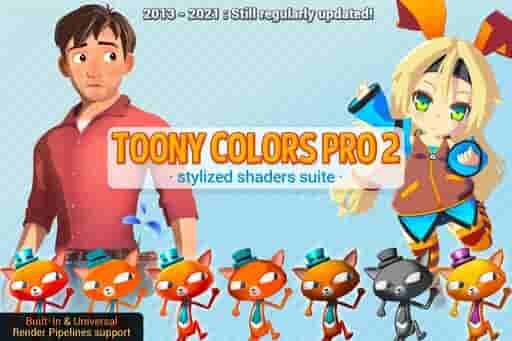 2013 - 2021 : Still regularly updated!
TOONY COLORS PRO 2
· stylized shaders suite ·
Built-In & Universal
Render Pipelines support